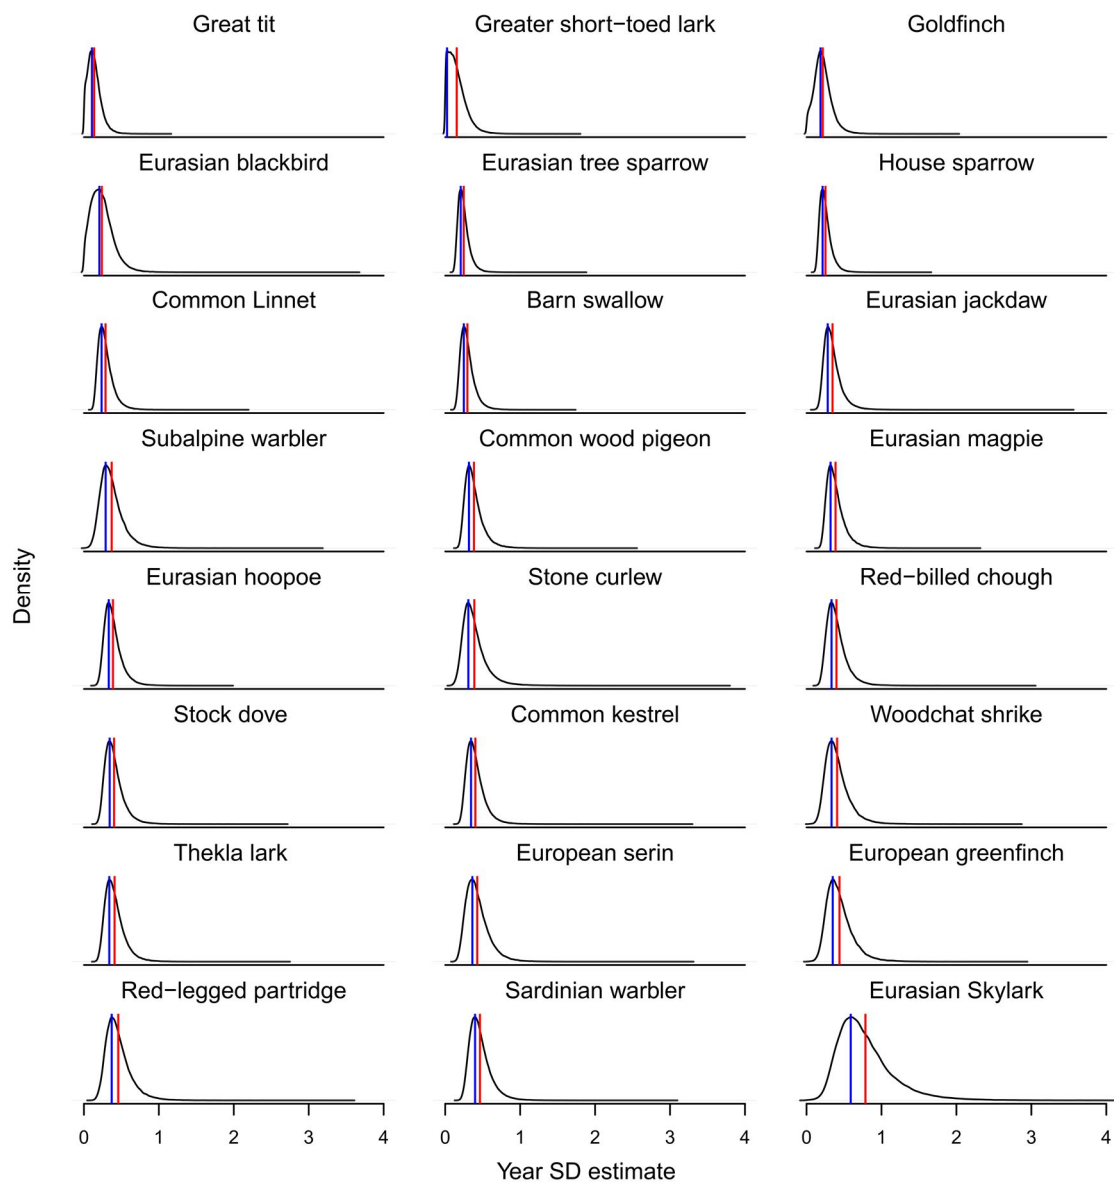 Great tit
Greater short−toed lark
Goldfinch
Eurasian blackbird
Eurasian tree sparrow
House sparrow
Common Linnet
Barn swallow
Eurasian jackdaw
Subalpine warbler
Common wood pigeon
Eurasian magpie
Eurasian hoopoe
Stone curlew
Red−billed chough
Stock dove
Common kestrel
Woodchat shrike
Thekla lark
European serin
European greenfinch
Red−legged partridge
Sardinian warbler
Eurasian Skylark
Density
0 1 2 3 4
0 1 2 3 4
0 1 2 3 4
Year SD estimate